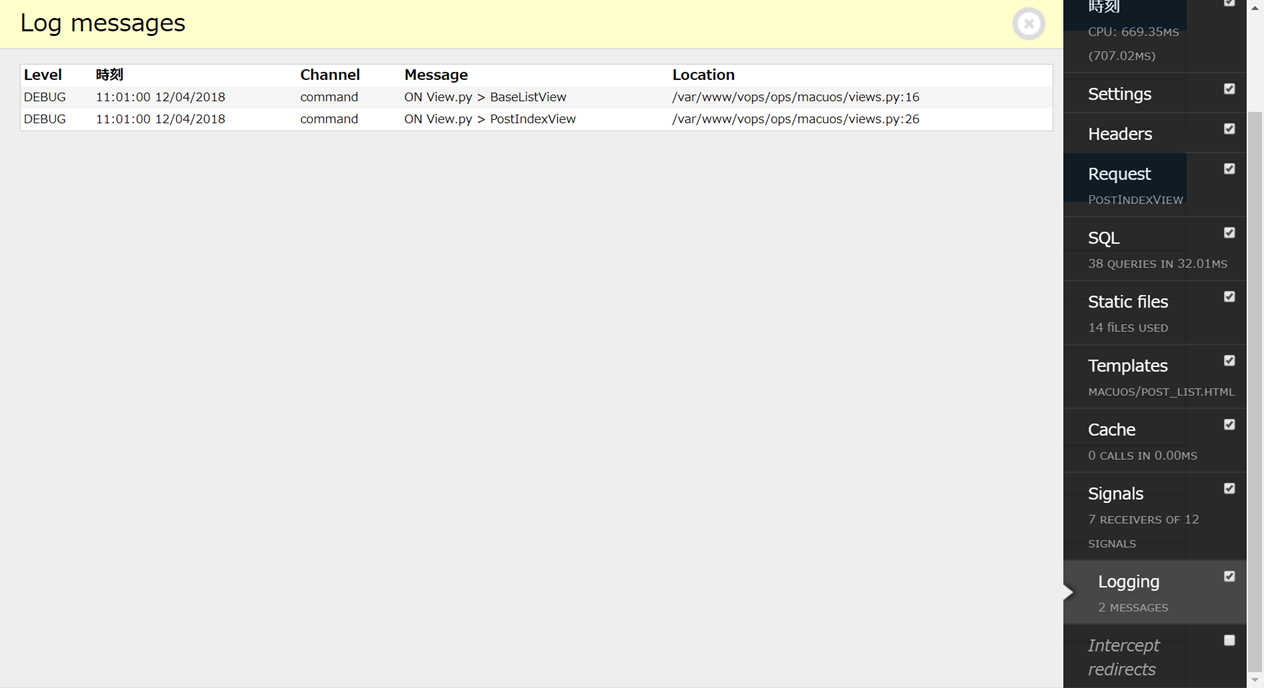 Log messages
Level 時刻 Channel Message Location
DEBUG 11:01:00 12/04/2018 command ON View.py > BaseListView /var/www/vops/ops/macuos/views.py:16
DEBUG 11:01:00 12/04/2018 command ON View.py > PostIndexView /var/www/vops/ops/macuos/views.py:26
時刻
CPU: 669.35MS
(707.02MS)
Settings
Headers
Request
POSTINDEXVIEW
SQL
38 QUERIES IN 32.01MS
Static files
14 fiLES USED
Templates
MACUOS/POST_LIST.HTML
Cache
0 CALLS IN 0.00MS
Signals
7 RECEIVERS OF 12
SIGNALS
Logging
2 MESSAGES
Intercept
redirects